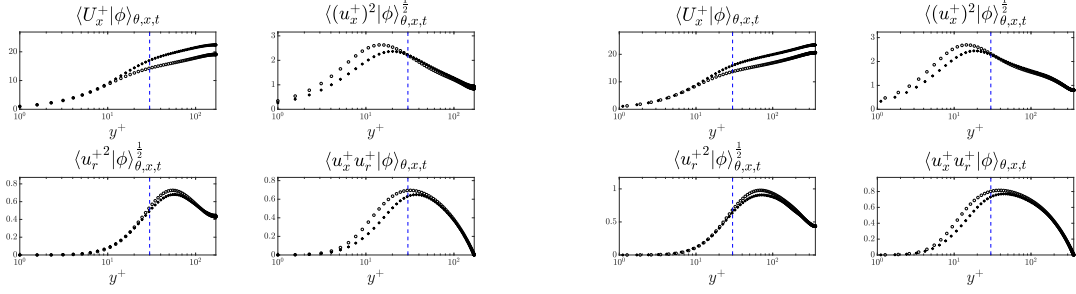 ⟨U_x^+|ϕ⟩_{θ,x,t} ⟨(u_x^+)^2|ϕ⟩_{θ,x,t}^{1/2} ⟨U_x^+|ϕ⟩_{θ,x,t} ⟨(u_x^+)^2|ϕ⟩_{θ,x,t}^{1/2}
20 3 20 3
10 2 10 2
1 1
0 0 0 0
10^0 10^1 10^2 10^0 10^1 10^2 10^0 10^1 10^2 10^0 10^1 10^2
y^+ y^+ y^+ y^+
⟨u_r^{+2}|ϕ⟩_{θ,x,t}^{1/2} ⟨u_x^+u_r^+|ϕ⟩_{θ,x,t} ⟨u_r^{+2}|ϕ⟩_{θ,x,t}^{1/2} ⟨u_x^+u_r^+|ϕ⟩_{θ,x,t}
0.8 0.8 1 0.8
0.6 0.6 0.6
0.4 0.4 0.5 0.4
0.2 0.2 0.2
0 0 0 0
10^0 10^1 10^2 10^0 10^1 10^2 10^0 10^1 10^2 10^0 10^1 10^2
y^+ y^+ y^+ y^+